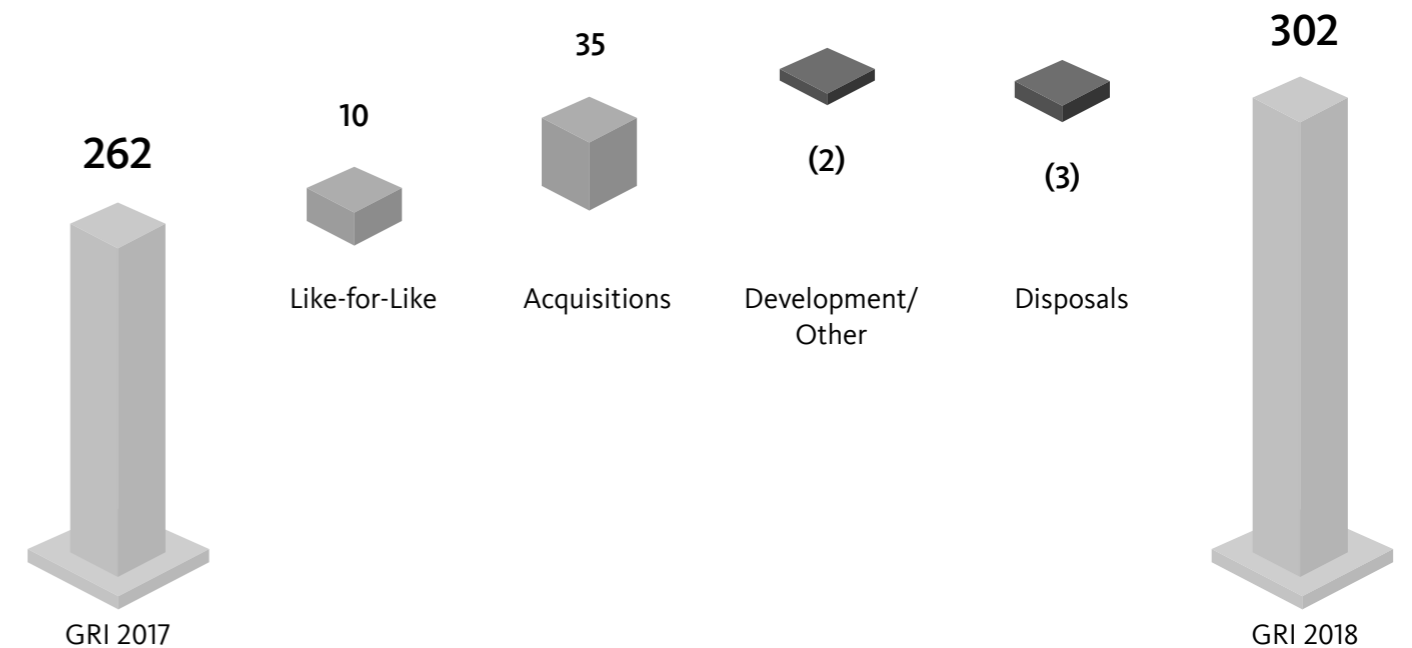 262
GRI 2017
10
Like-for-Like
35
Acquisitions
(2)
Development/
Other
(3)
Disposals
302
GRI 2018